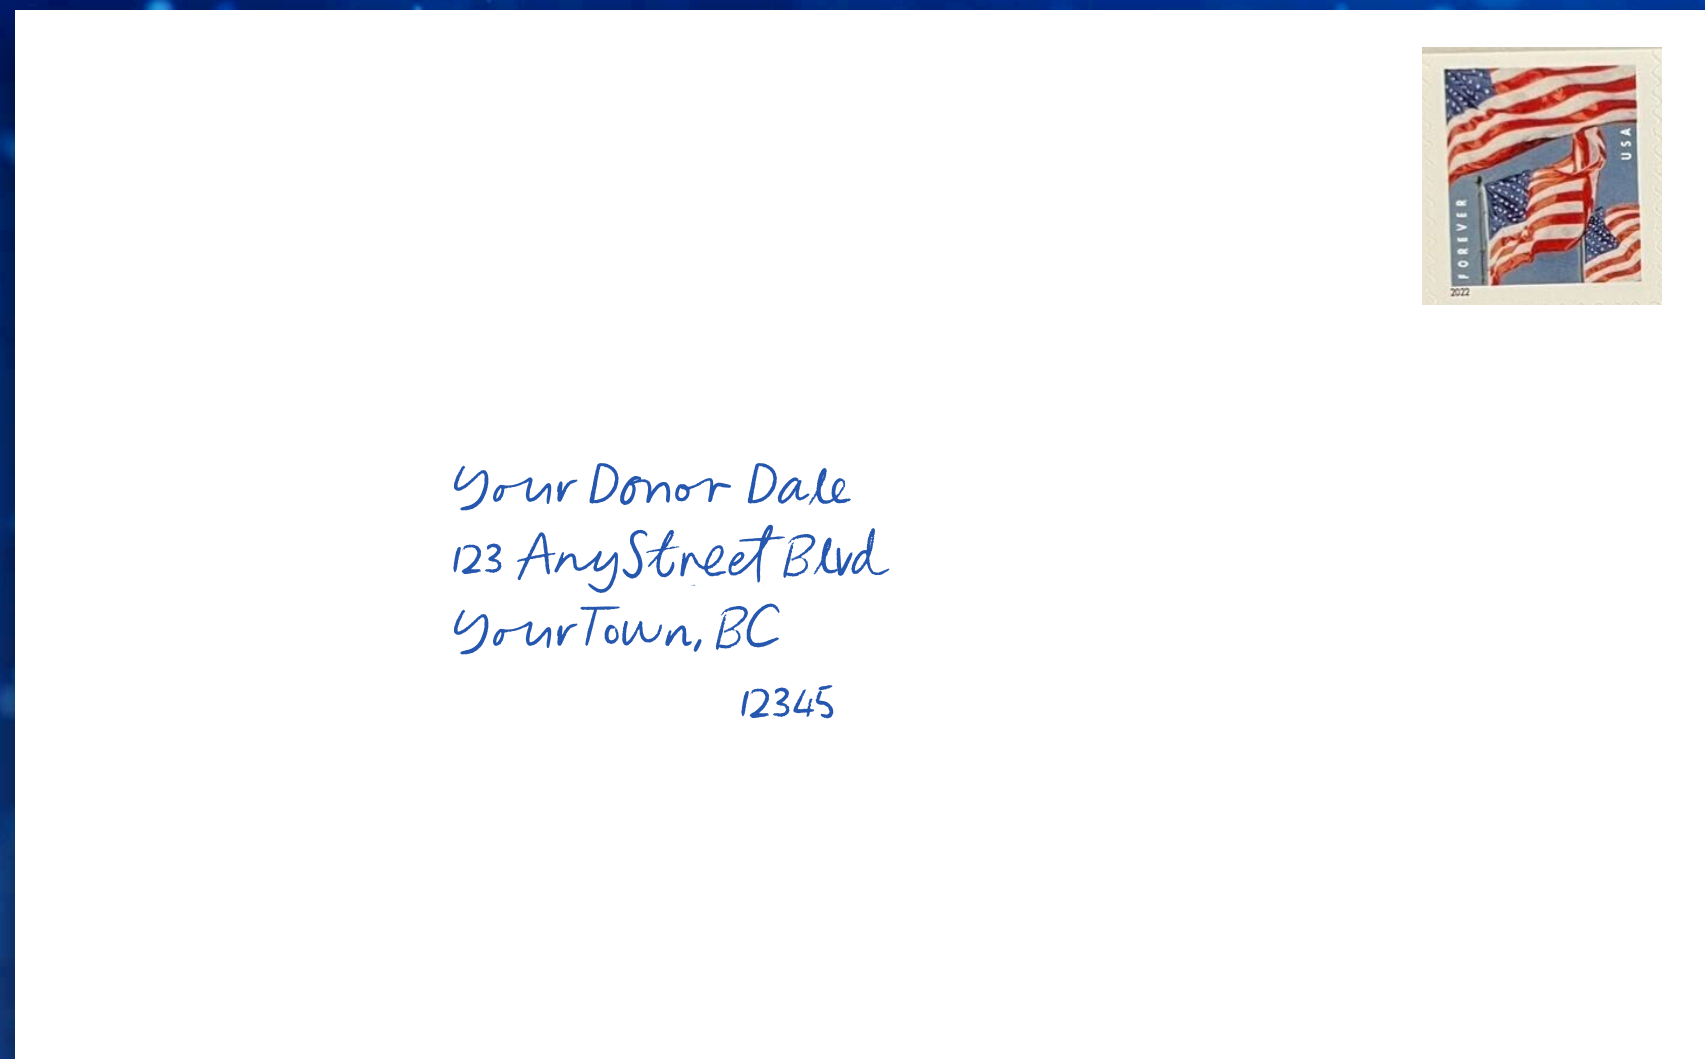 USA
FOREVER
2022
Your Donor Dale
123 AnyStreet Blvd
YourTown, BC
12345